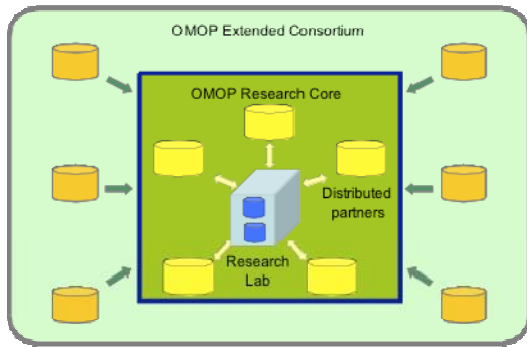 OMOP Extended Consortium
OMOP Research Core
Distributed
partners
Research
Lab